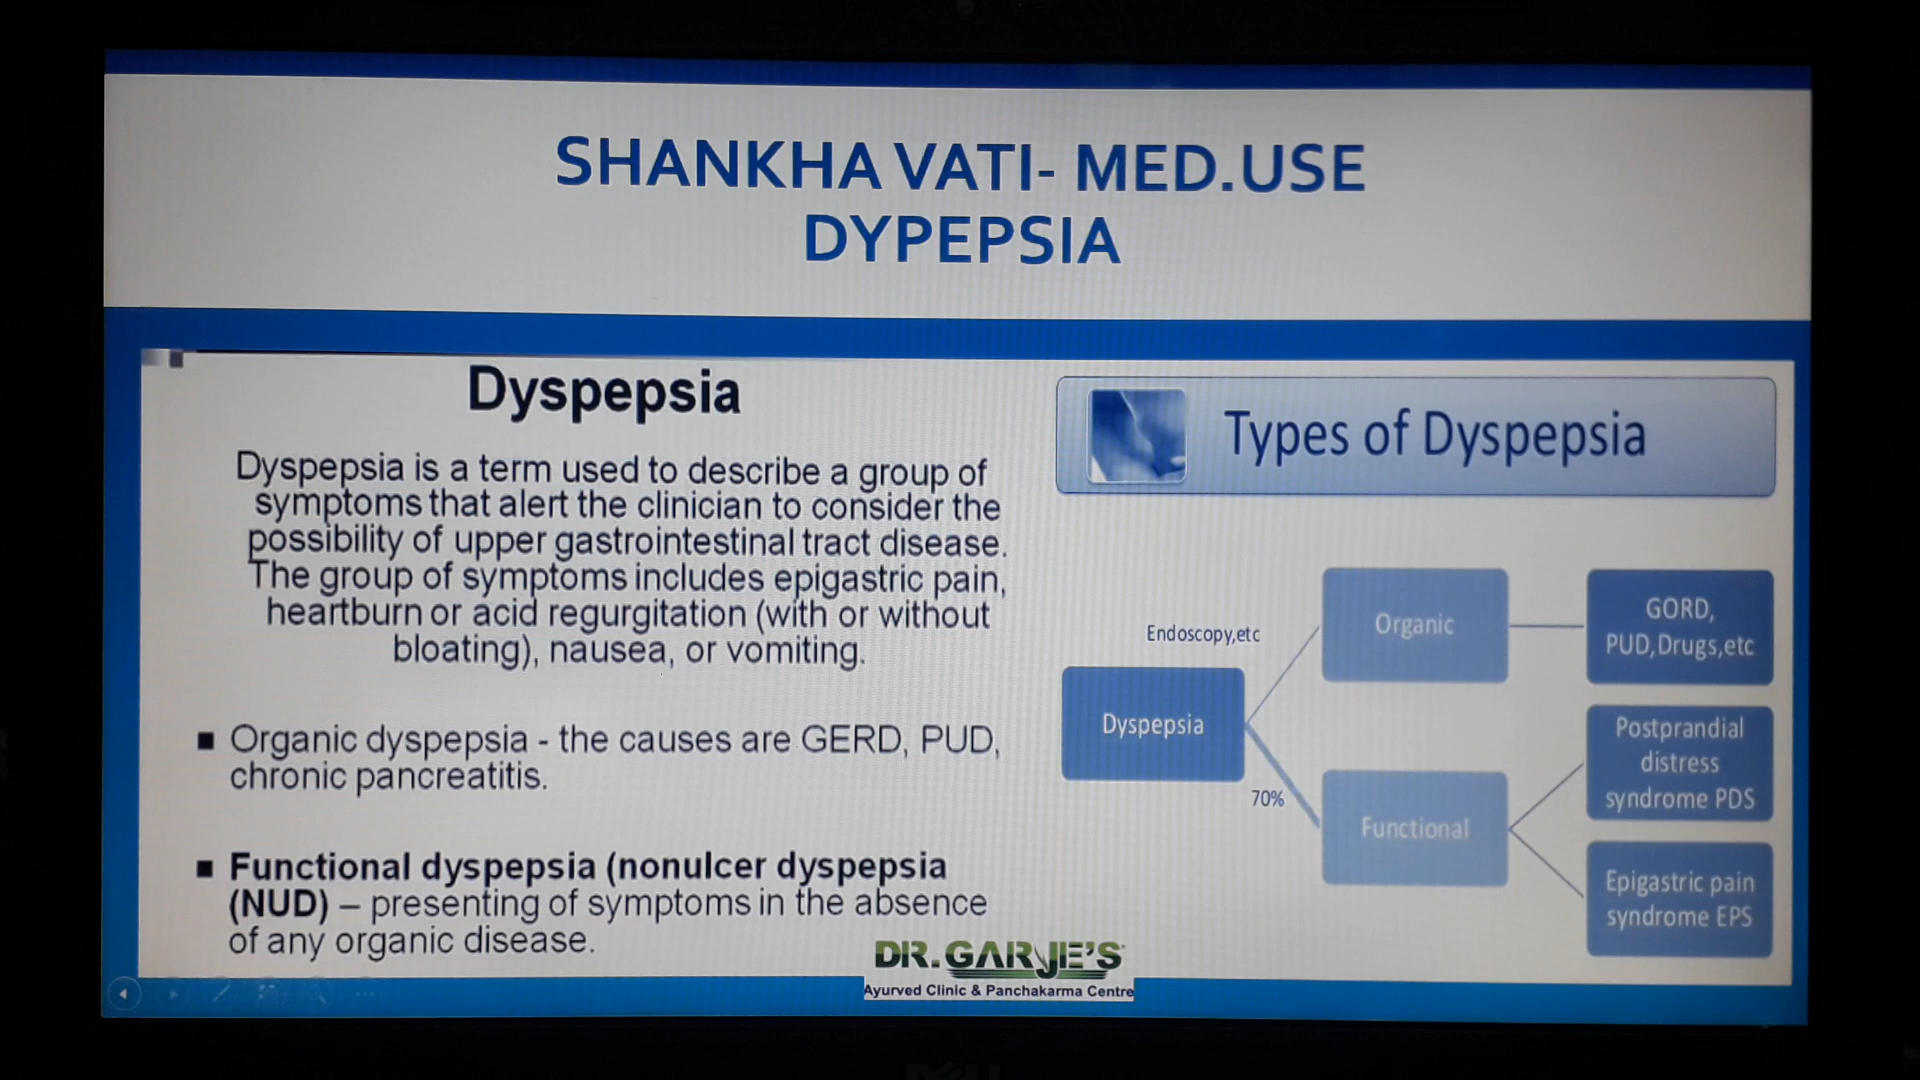 SHANKHA VATI- MED.USE
DYPEPSIA
Dyspepsia
Dyspepsia is a term used to describe a group of
symptoms that alert the clinician to consider the
possibility of upper gastrointestinal tract disease.
The group of symptoms includes epigastric pain,
heartburn or acid regurgitation (with or without
bloating), nausea, or vomiting.
■ Organic dyspepsia - the causes are GERD, PUD,
chronic pancreatitis.
■ Functional dyspepsia (nonulcer dyspepsia
(NUD) – presenting of symptoms in the absence
of any organic disease.
Types of Dyspepsia
Endoscopy,etc
Dyspepsia
70%
Organic
Functional
GORD,
PUD,Drugs,etc
Postprandial
distress
syndrome PDS
Epigastric pain
syndrome EPS
DR.GARJE'S
Ayurved Clinic & Panchakarma Centre